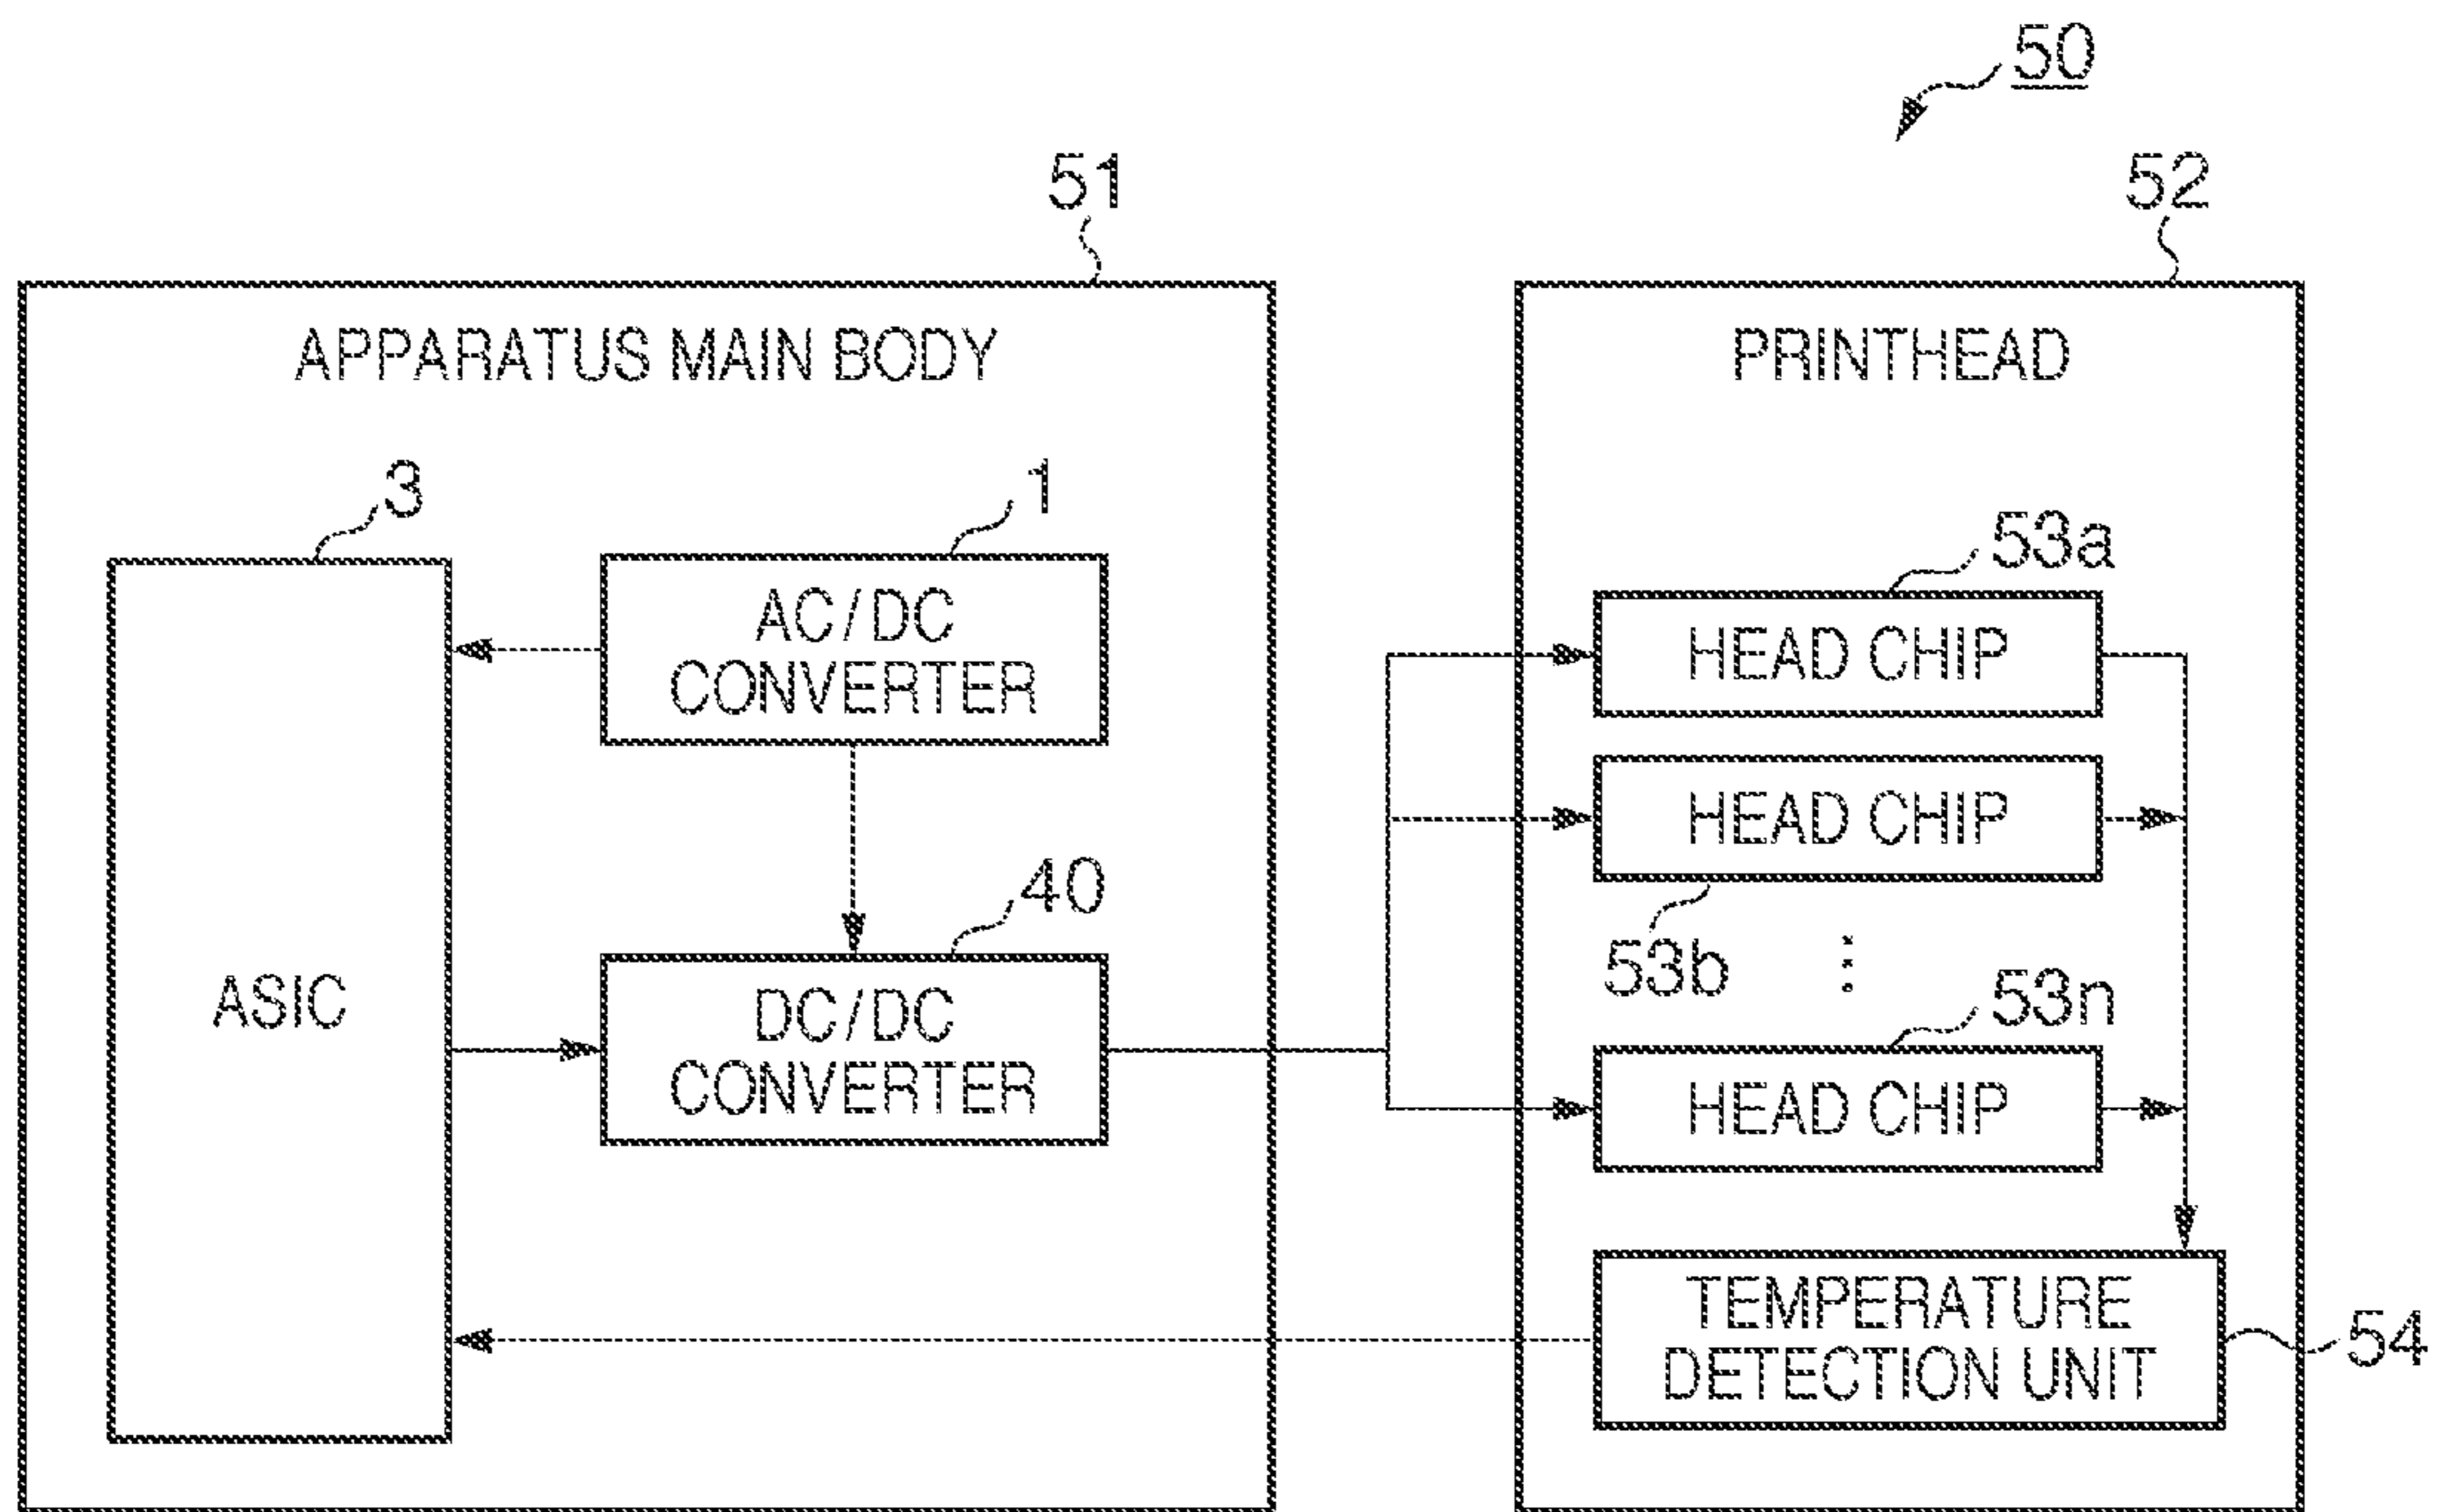 50
51
52
APPARATUS MAIN BODY
PRINTHEAD
3
1
53a
AC/DC
CONVERTER
HEAD CHIP
HEAD CHIP
40
53b
⋮
53n
ASIC
DC/DC
CONVERTER
HEAD CHIP
TEMPERATURE
DETECTION UNIT
54